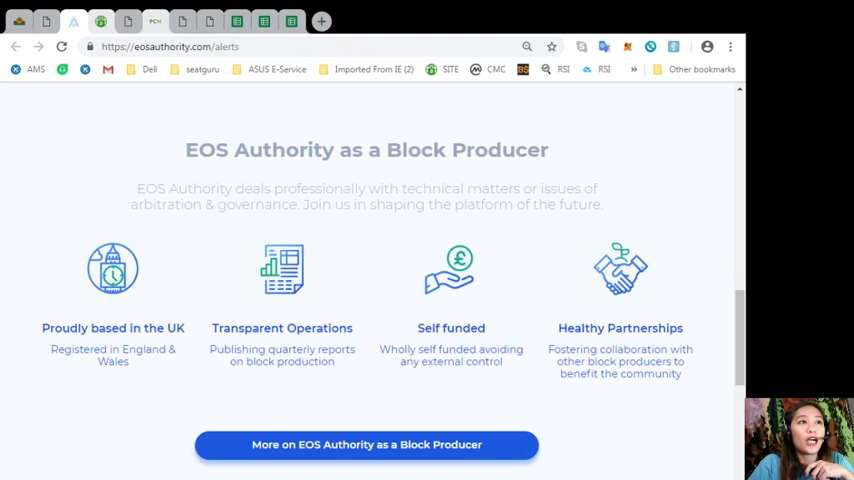 PCN
https://eosauthority.com/alerts
AMS
Dell
seatguru
ASUS E-Service
Imported From IE (2)
SITE
CMC
RSI
RSI
»
Other bookmarks
EOS Authority as a Block Producer
EOS Authority deals professionally with technical matters or issues of
arbitration & governance. Join us in shaping the platform of the future.
Proudly based in the UK
Registered in England &
Wales
Transparent Operations
Publishing quarterly reports
on block production
Self funded
Wholly self funded avoiding
any external control
Healthy Partnerships
Fostering collaboration with
other block producers to
benefit the community
More on EOS Authority as a Block Producer